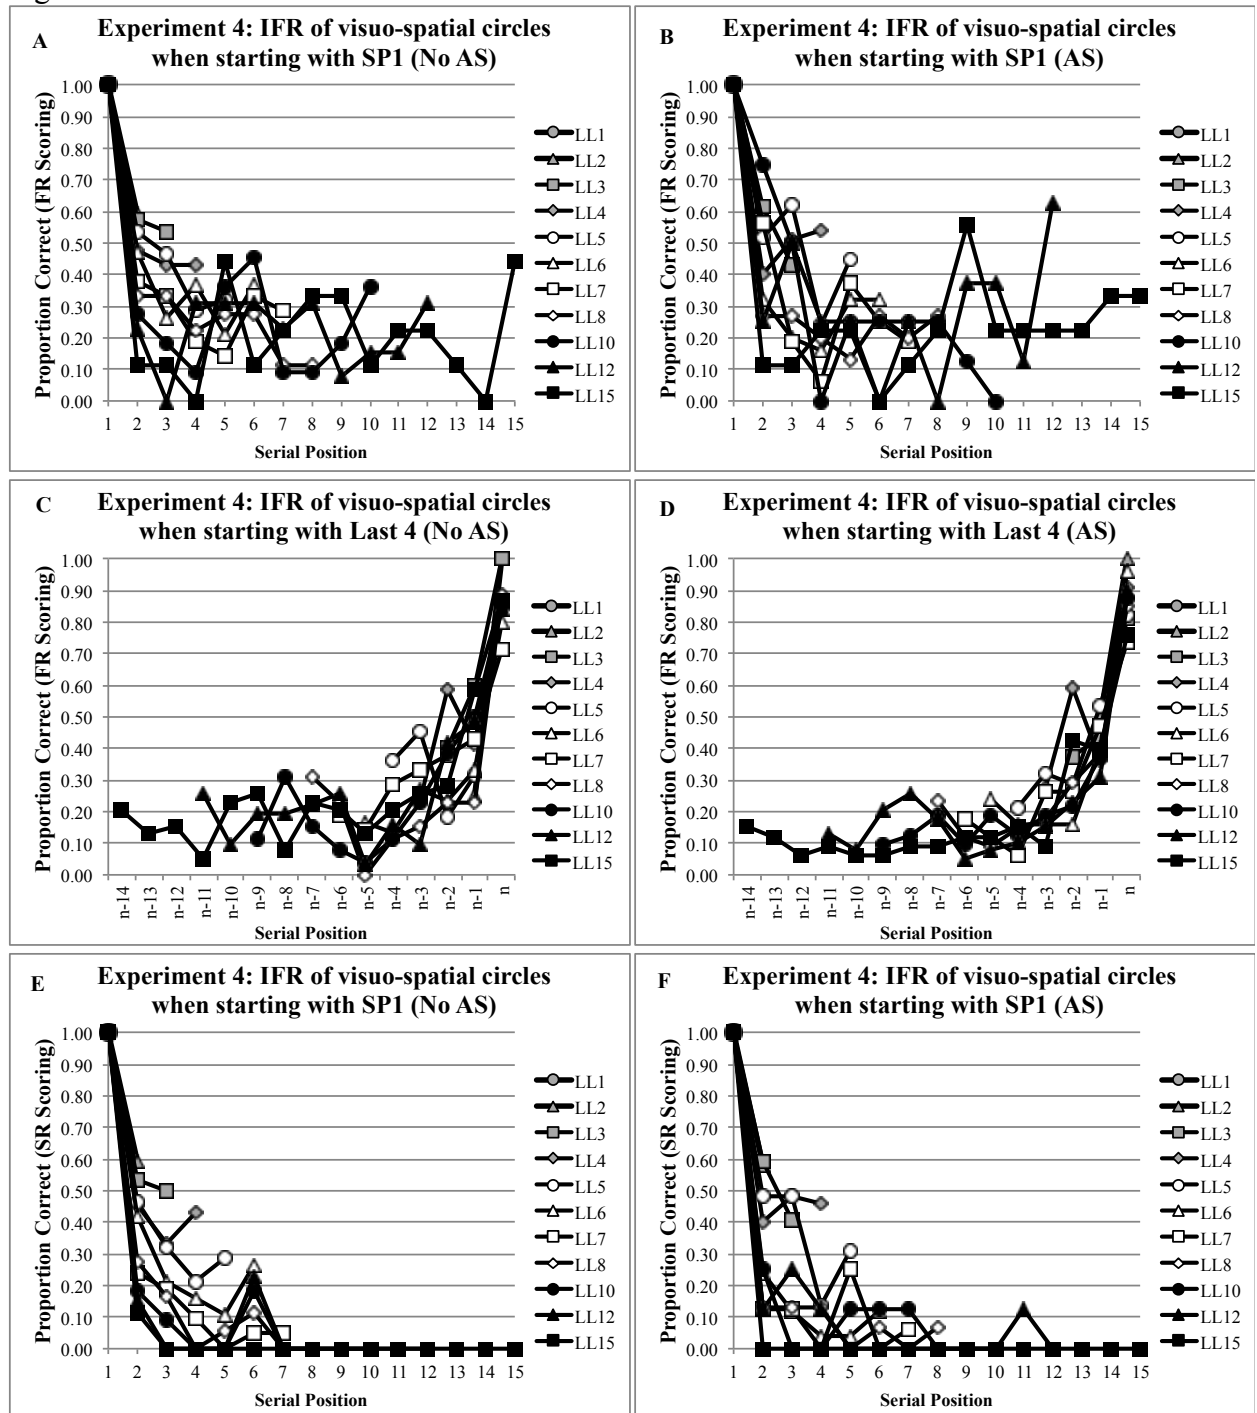 A
Experiment 4: IFR of visuo-spatial circles
when starting with SP1 (No AS)
Proportion Correct (FR Scoring)
1.00
0.90
0.80
0.70
0.60
0.50
0.40
0.30
0.20
0.10
0.00
1 2 3 4 5 6 7 8 9 10 11 12 13 14 15
Serial Position
LL1
LL2
LL3
LL4
LL5
LL6
LL7
LL8
LL10
LL12
LL15
B
Experiment 4: IFR of visuo-spatial circles
when starting with SP1 (AS)
Proportion Correct (FR Scoring)
1.00
0.90
0.80
0.70
0.60
0.50
0.40
0.30
0.20
0.10
0.00
1 2 3 4 5 6 7 8 9 10 11 12 13 14 15
Serial Position
LL1
LL2
LL3
LL4
LL5
LL6
LL7
LL8
LL10
LL12
LL15
C
Experiment 4: IFR of visuo-spatial circles
when starting with Last 4 (No AS)
Proportion Correct (FR Scoring)
1.00
0.90
0.80
0.70
0.60
0.50
0.40
0.30
0.20
0.10
0.00
n-14 n-13 n-12 n-11 n-10 n-9 n-8 n-7 n-6 n-5 n-4 n-3 n-2 n-1 n
Serial Position
LL1
LL2
LL3
LL4
LL5
LL6
LL7
LL8
LL10
LL12
LL15
D
Experiment 4: IFR of visuo-spatial circles
when starting with Last 4 (AS)
Proportion Correct (FR Scoring)
1.00
0.90
0.80
0.70
0.60
0.50
0.40
0.30
0.20
0.10
0.00
n-14 n-13 n-12 n-11 n-10 n-9 n-8 n-7 n-6 n-5 n-4 n-3 n-2 n-1 n
Serial Position
LL1
LL2
LL3
LL4
LL5
LL6
LL7
LL8
LL10
LL12
LL15
E
Experiment 4: IFR of visuo-spatial circles
when starting with SP1 (No AS)
Proportion Correct (SR Scoring)
1.00
0.90
0.80
0.70
0.60
0.50
0.40
0.30
0.20
0.10
0.00
1 2 3 4 5 6 7 8 9 10 11 12 13 14 15
Serial Position
LL1
LL2
LL3
LL4
LL5
LL6
LL7
LL8
LL10
LL12
LL15
F
Experiment 4: IFR of visuo-spatial circles
when starting with SP1 (AS)
Proportion Correct (SR Scoring)
1.00
0.90
0.80
0.70
0.60
0.50
0.40
0.30
0.20
0.10
0.00
1 2 3 4 5 6 7 8 9 10 11 12 13 14 15
Serial Position
LL1
LL2
LL3
LL4
LL5
LL6
LL7
LL8
LL10
LL12
LL15